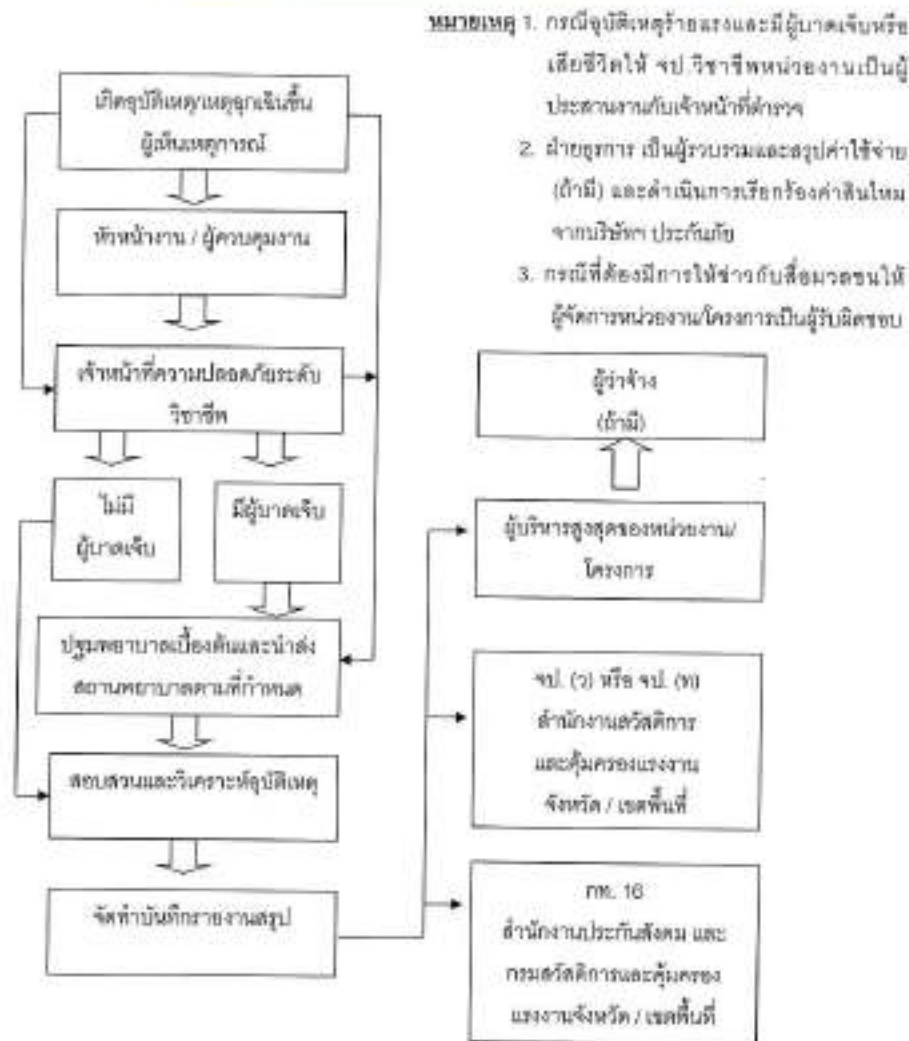 หมายเหตุ 1. กรณีอุบัติเหตุร้ายแรงและมีผู้บาดเจ็บหรือ
เสียชีวิตให้ จป.วิชาชีพหน่วยงานเป็นผู้
ประสานงานกับเจ้าหน้าที่ตำรวจ
2. ฝ่ายธุรการ เป็นผู้รวบรวมและสรุปค่าใช้จ่าย
(ถ้ามี) และดำเนินการเรียกร้องค่าสินไหม
จากบริษัทฯ ประกันภัย
3. กรณีที่ต้องมีการให้ข่าวกับสื่อมวลชนให้
ผู้จัดการหน่วยงาน/โครงการเป็นผู้รับผิดชอบ
เกิดอุบัติเหตุ/เหตุฉุกเฉินขึ้น
ผู้เห็นเหตุการณ์
หัวหน้างาน / ผู้ควบคุมงาน
เจ้าหน้าที่ความปลอดภัยระดับ
วิชาชีพ
ไม่มี
ผู้บาดเจ็บ
มีผู้บาดเจ็บ
ปฐมพยาบาลเบื้องต้นและนำส่ง
สถานพยาบาลตามที่กำหนด
สอบสวนและวิเคราะห์อุบัติเหตุ
จัดทำบันทึกรายงานสรุป
ผู้ว่าจ้าง
(ถ้ามี)
ผู้บริหารสูงสุดของหน่วยงาน/
โครงการ
จป. (ว) หรือ จป. (ท)
สำนักงานสวัสดิการ
และคุ้มครองแรงงาน
จังหวัด / เขตพื้นที่
กท. 16
สำนักงานประกันสังคม และ
กรมสวัสดิการและคุ้มครอง
แรงงานจังหวัด / เขตพื้นที่